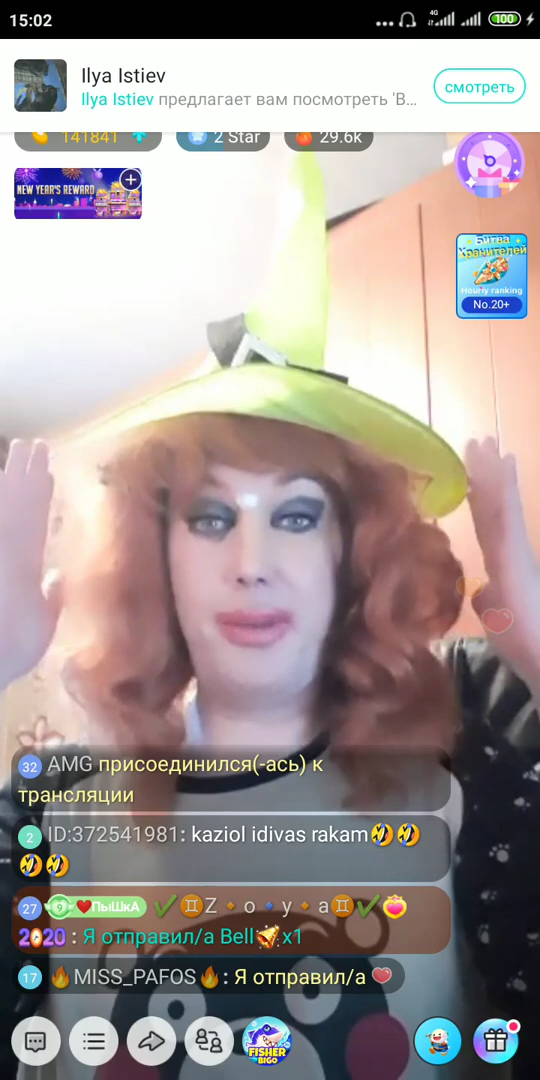 15:02
4G
100
Ilya Istiev
Ilya Istiev предлагает вам посмотреть 'В...
смотреть
141841
2 Star
29.6k
NEW YEAR'S REWARD
Битва
Хранителей
Hourly ranking
No.20+
32 AMG присоединился(-ась) к
трансляции
2 ID:372541981: kaziol idivas rakam🤣🤣
🤣🤣
27 9 ❤️ПыШкА ✔️♊Z🔸o🔸y🔸a♊✔️
2020 : Я отправил/а Bell x1
17 🔥MISS_PAFOS🔥: Я отправил/а
FISHER
BIGO